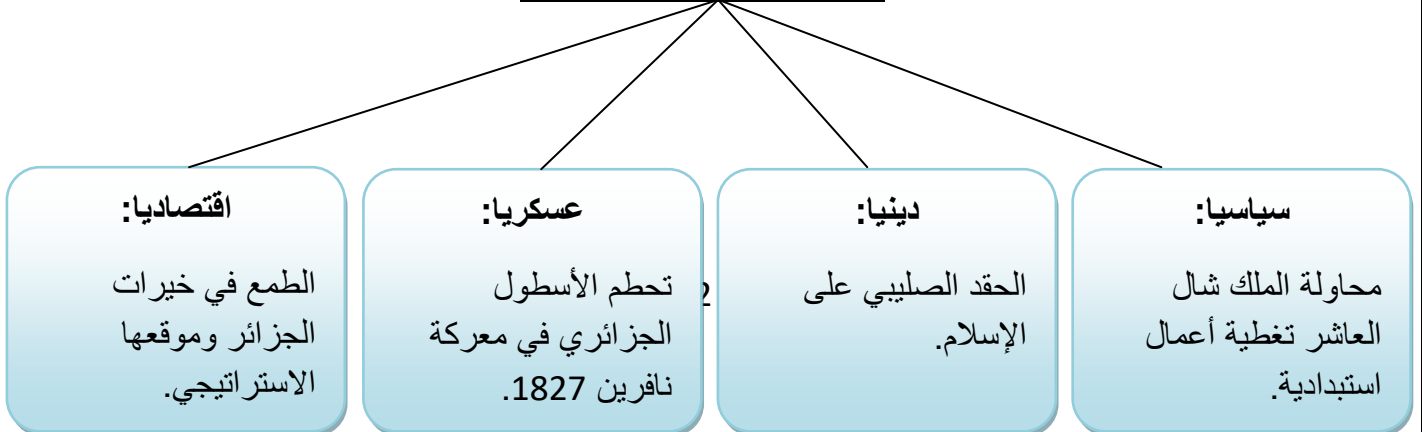 سياسيا:
محاولة الملك شال
العاشر تغطية أعمال
استبدادية.
دينيا:
الحقد الصليبي على
الإسلام.
2
عسكريا:
تحطم الأسطول
الجزائري في معركة
نافرين 1827.
اقتصاديا:
الطمع في خيرات
الجزائر وموقعها
الاستراتيجي.